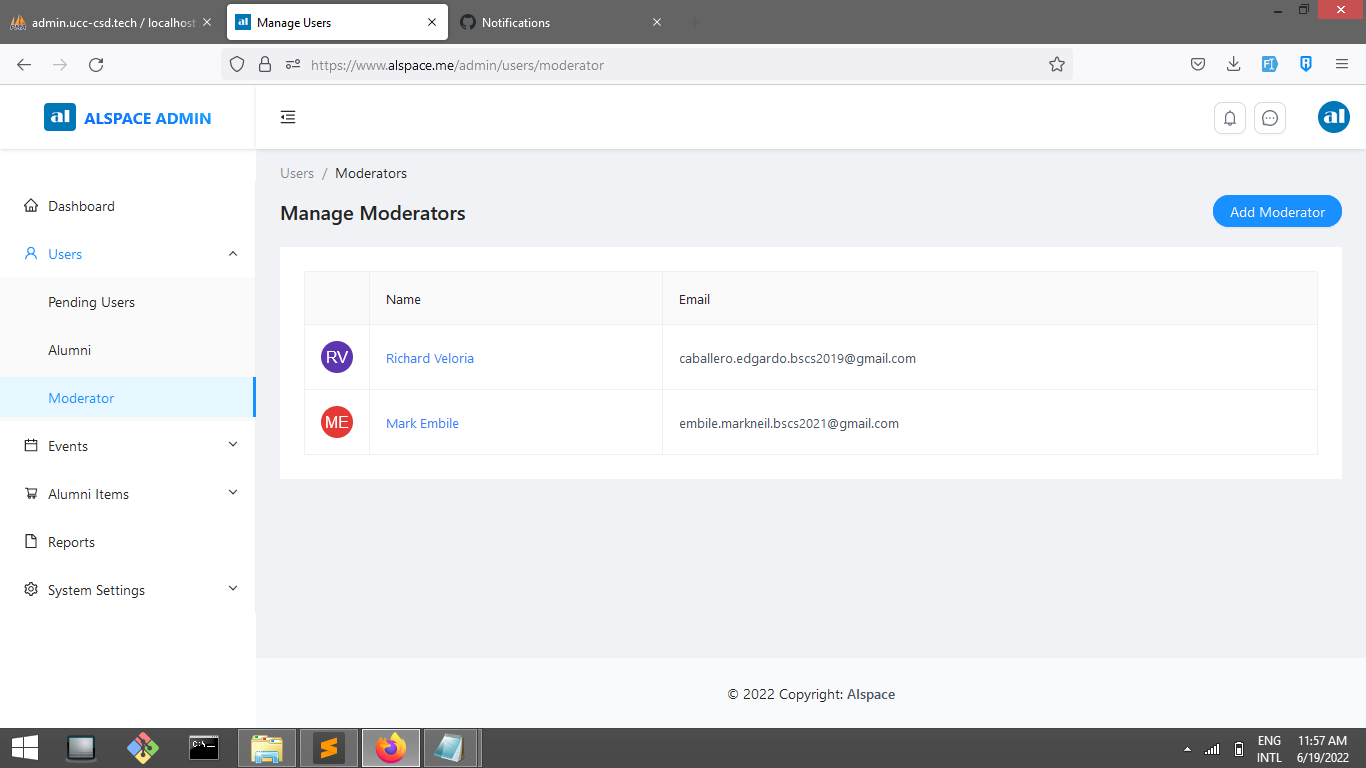 admin.ucc-csd.tech / localhost
Manage Users
Notifications
https://www.alspace.me/admin/users/moderator
al ALSPACE ADMIN
al
Users / Moderators
Manage Moderators
Add Moderator
Dashboard
Users
Pending Users
Alumni
Moderator
Events
Alumni Items
Reports
System Settings
Name Email
RV Richard Veloria caballero.edgardo.bscs2019@gmail.com
ME Mark Embile embile.markneil.bscs2021@gmail.com
© 2022 Copyright: Alspace
ENG 11:57 AM
INTL 6/19/2022